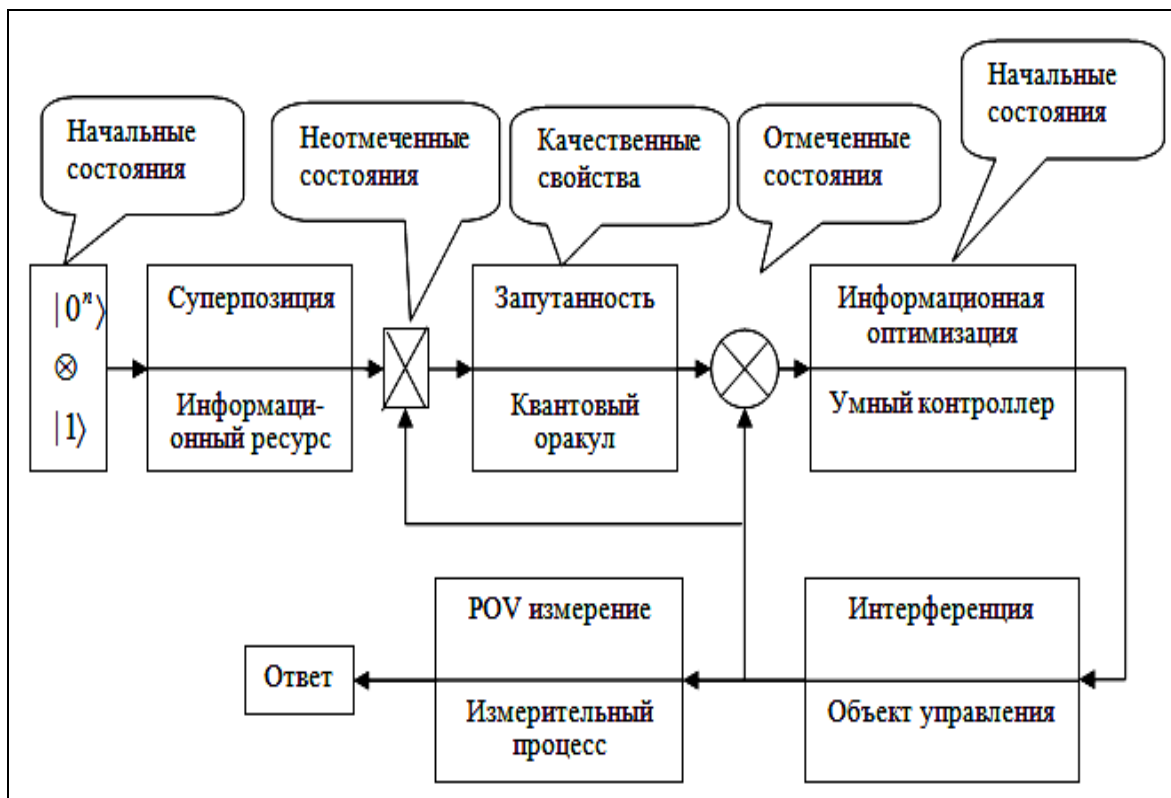 Начальные
состояния
Неотмеченные
состояния
Качественные
свойства
Отмеченные
состояния
Начальные
состояния
|0ⁿ⟩
⊗
|1⟩
Суперпозиция
Информаци-
онный ресурс
Запутанность
Квантовый
оракул
Информационная
оптимизация
Умный контроллер
POV измерение
Измерительный
процесс
Интерференция
Объект управления
Ответ